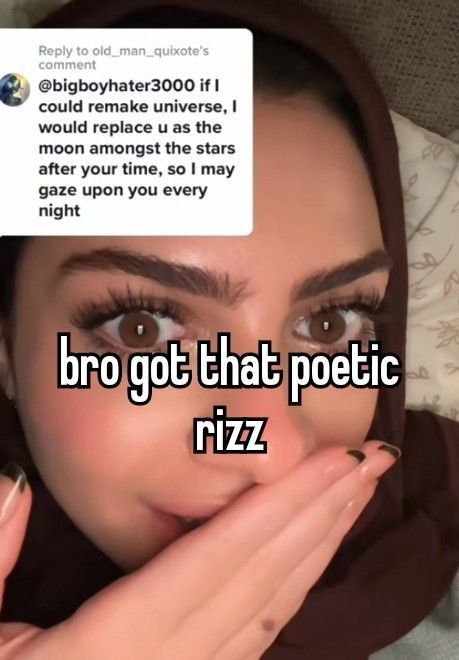 Reply to old_man_quixote's
comment
@bigboyhater3000 if I
could remake universe, I
would replace u as the
moon amongst the stars
after your time, so I may
gaze upon you every
night
bro got that poetic
rizz